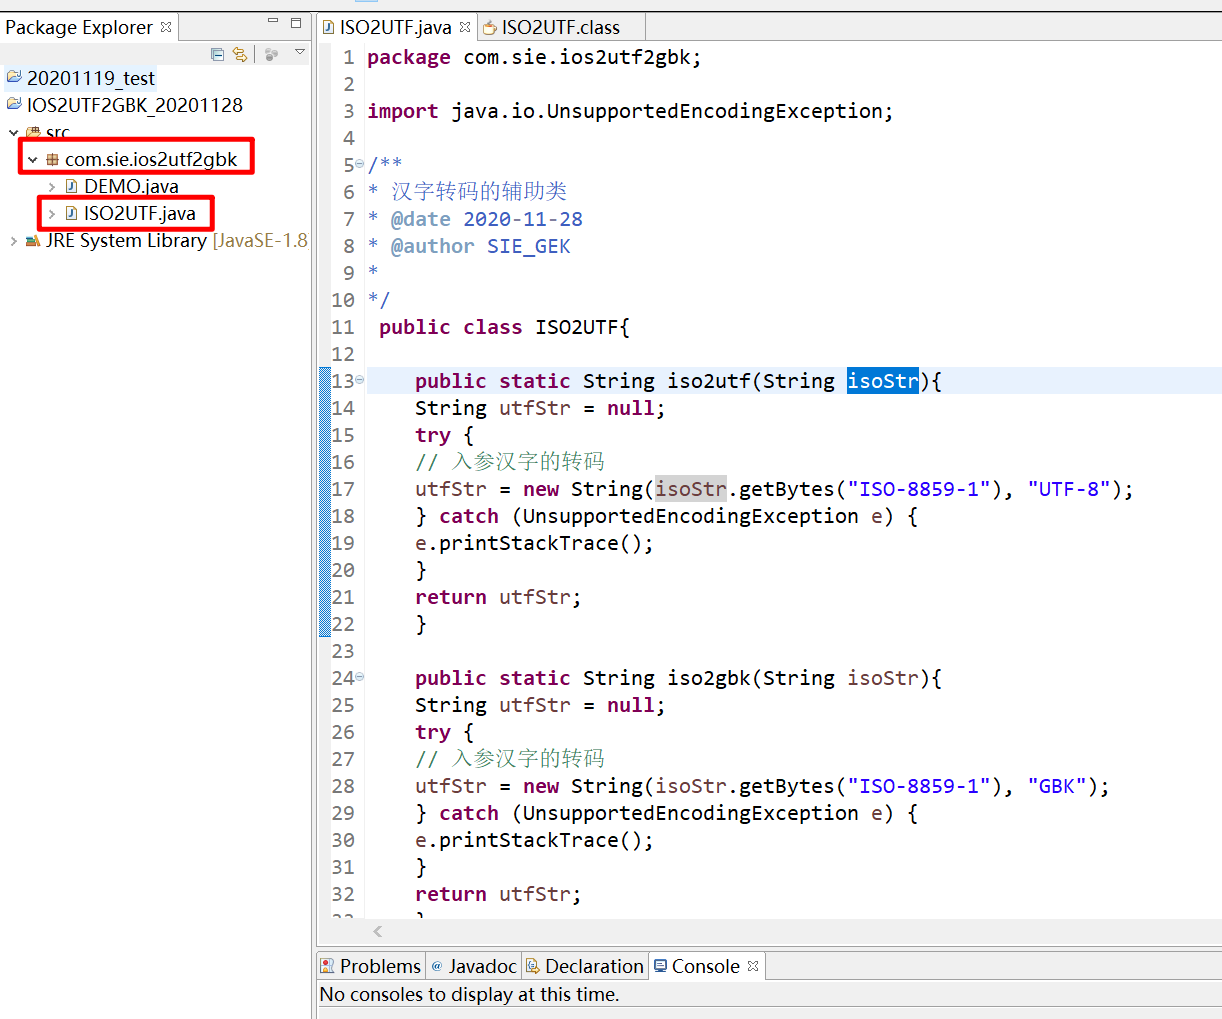 Package Explorer
20201119_test
IOS2UTF2GBK_20201128
src
com.sie.ios2utf2gbk
DEMO.java
ISO2UTF.java
JRE System Library [JavaSE-1.8
ISO2UTF.java ISO2UTF.class
1 package com.sie.ios2utf2gbk;
2
3 import java.io.UnsupportedEncodingException;
4
5 /**
6 * 汉字转码的辅助类
7 * @date 2020-11-28
8 * @author SIE_GEK
9 *
10 */
11 public class ISO2UTF{
12
13 public static String iso2utf(String isoStr){
14 String utfStr = null;
15 try {
16 // 入参汉字的转码
17 utfStr = new String(isoStr.getBytes("ISO-8859-1"), "UTF-8");
18 } catch (UnsupportedEncodingException e) {
19 e.printStackTrace();
20 }
21 return utfStr;
22 }
23
24 public static String iso2gbk(String isoStr){
25 String utfStr = null;
26 try {
27 // 入参汉字的转码
28 utfStr = new String(isoStr.getBytes("ISO-8859-1"), "GBK");
29 } catch (UnsupportedEncodingException e) {
30 e.printStackTrace();
31 }
32 return utfStr;
Problems @ Javadoc Declaration Console
No consoles to display at this time.